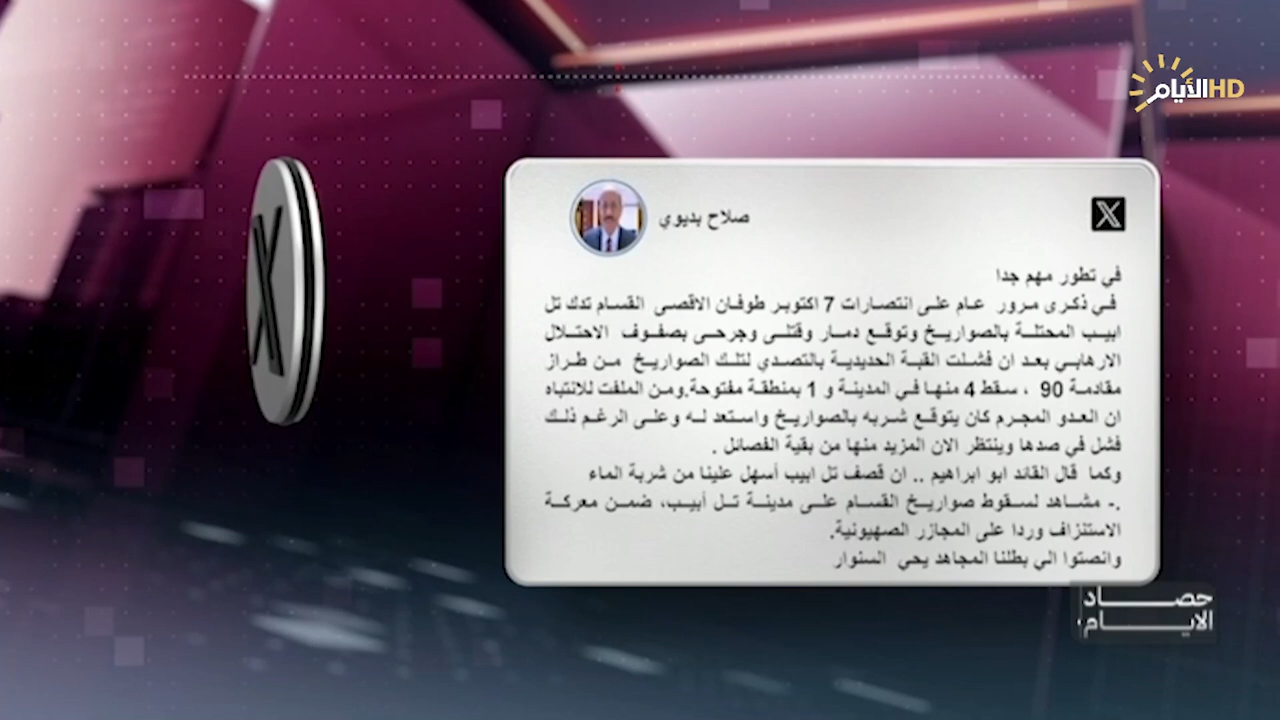 الأيام HD
صلاح بديوي
في تطور مهم جدا
في ذكرى مرور عام على انتصارات 7 اكتوبر طوفان الاقصى القسام تدك تل
ابيب المحتلة بالصواريخ وتوقع دمار وقتلى وجرحى بصفوف الاحتلال
الارهابي بعد ان فشلت القبة الحديدية بالتصدي لتلك الصواريخ من طراز
مقادمة 90 ، سقط 4 منها في المدينة و 1 بمنطقة مفتوحة.ومن الملفت للانتباه
ان العدو المجرم كان يتوقع شربه بالصواريخ واستعد له وعلى الرغم ذلك
فشل في صدها وينتظر الان المزيد منها من بقية الفصائل .
وكما قال القائد ابو ابراهيم .. ان قصف تل ابيب أسهل علينا من شربة الماء
.- مشاهد لسقوط صواريخ القسام على مدينة تل أبيب، ضمن معركة
الاستنزاف وردا على المجازر الصهيونية.
وانصتوا الي بطلنا المجاهد يحي السنوار
حصاد
الايام